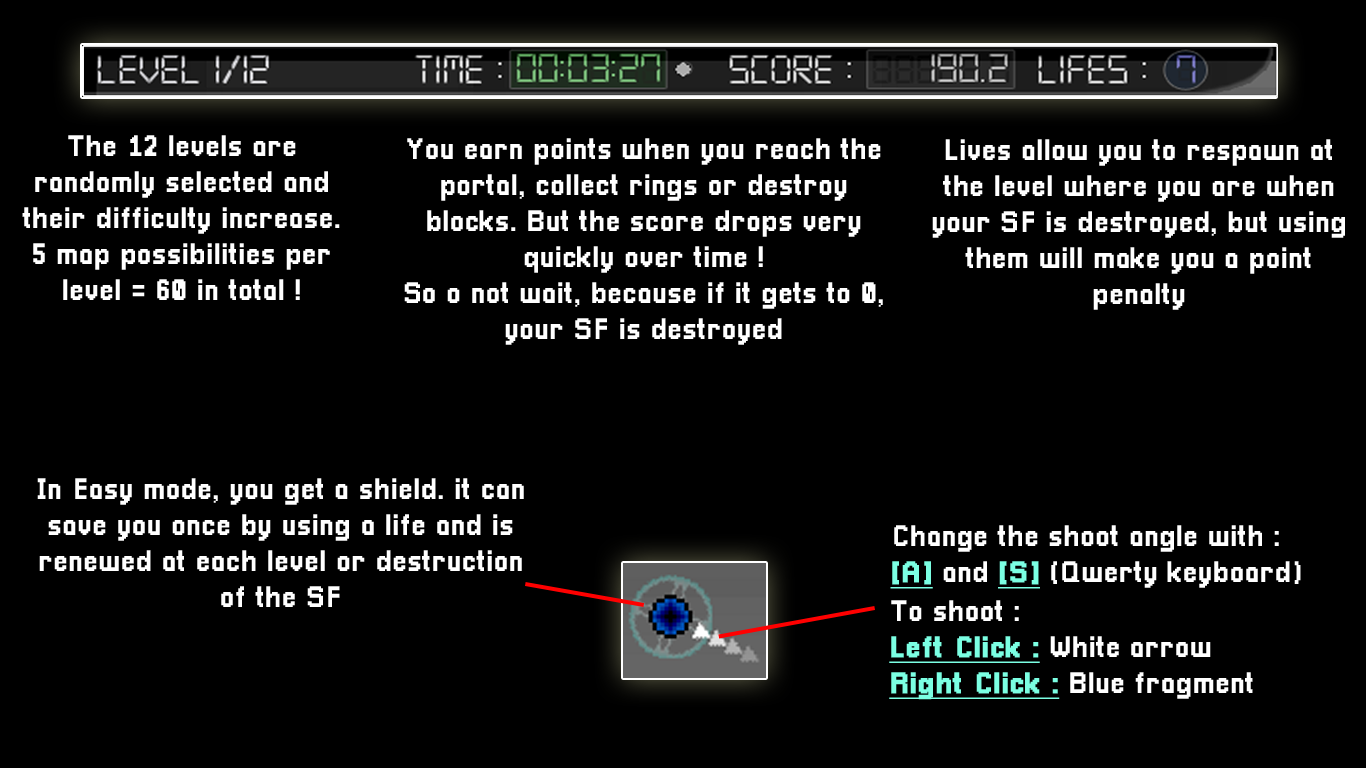 LEVEL 1/12 TIME : 00:03:27 SCORE : 190.2 LIFES : 7
The 12 levels are
randomly selected and
their difficulty increase.
5 map possibilities per
level = 60 in total !
You earn points when you reach the
portal, collect rings or destroy
blocks. But the score drops very
quickly over time !
So o not wait, because if it gets to 0,
your SF is destroyed
Lives allow you to respawn at
the level where you are when
your SF is destroyed, but using
them will make you a point
penalty
In Easy mode, you get a shield. it can
save you once by using a life and is
renewed at each level or destruction
of the SF
Change the shoot angle with :
[A] and [S] (Qwerty keyboard)
To shoot :
Left Click : White arrow
Right Click : Blue fragment